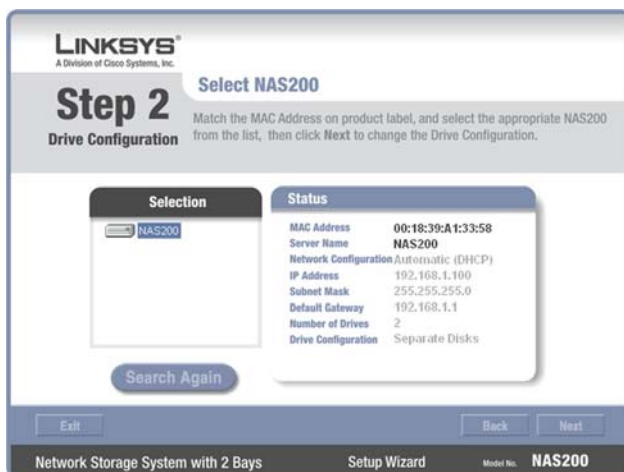 LINKSYS®
A Division of Cisco Systems, Inc.
Step 2
Drive Configuration
Select NAS200
Match the MAC Address on product label, and select the appropriate NAS200
from the list, then click Next to change the Drive Configuration.
Selection
NAS200
Search Again
Status
MAC Address 00:18:39:A1:33:58
Server Name NAS200
Network Configuration Automatic (DHCP)
IP Address 192.168.1.100
Subnet Mask 255.255.255.0
Default Gateway 192.168.1.1
Number of Drives 2
Drive Configuration Separate Disks
Exit Back Next
Network Storage System with 2 Bays Setup Wizard Model No. NAS200